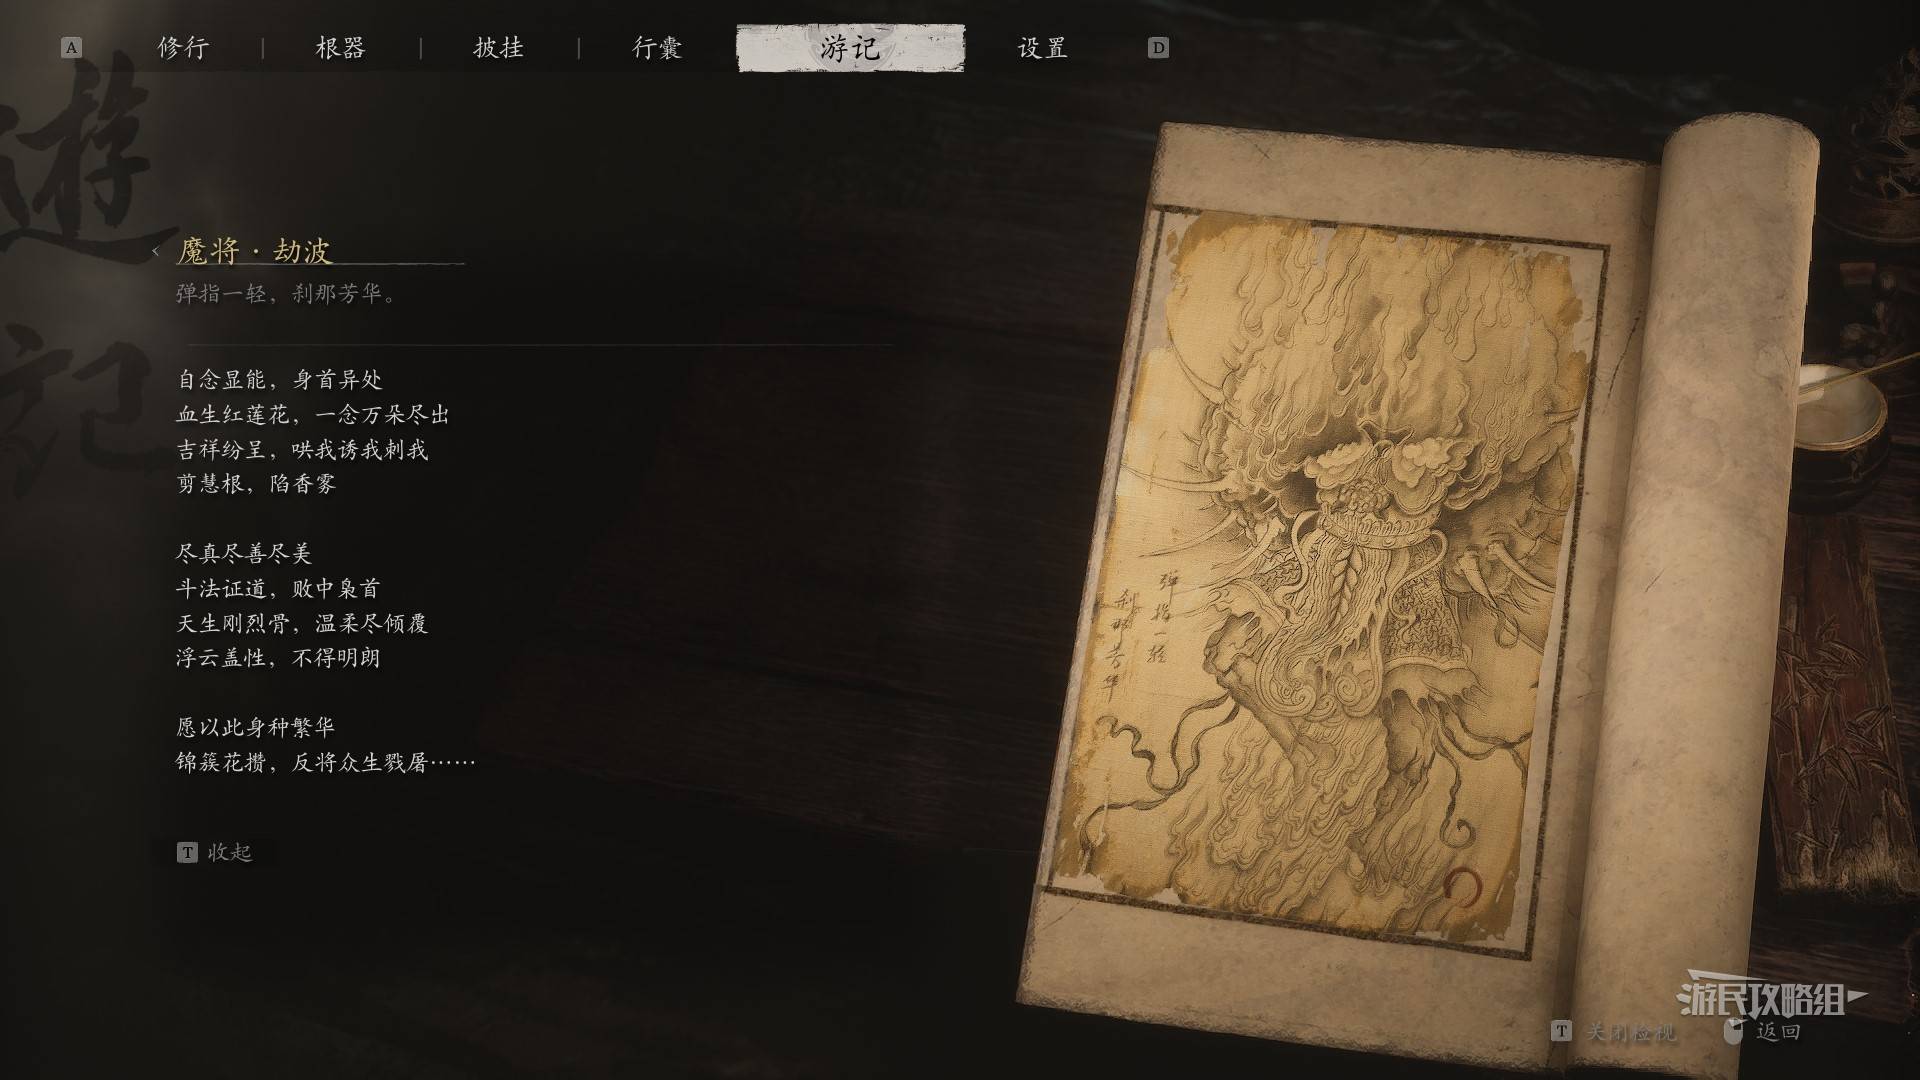 A
修行
根器
披挂
行囊
游记
设置
D
遊記
魔将·劫波
弹指一轻，刹那芳华。
自念显能，身首异处
血生红莲花，一念万朵尽出
吉祥纷呈，哄我诱我刺我
剪慧根，陷香雾
尽真尽善尽美
斗法证道，败中枭首
天生刚烈骨，温柔尽倾覆
浮云盖性，不得明朗
愿以此身种繁华
锦簇花攒，反将众生戮屠……
T 收起
弹指一轻
刹那芳华
游民攻略组
T 关闭检视
返回